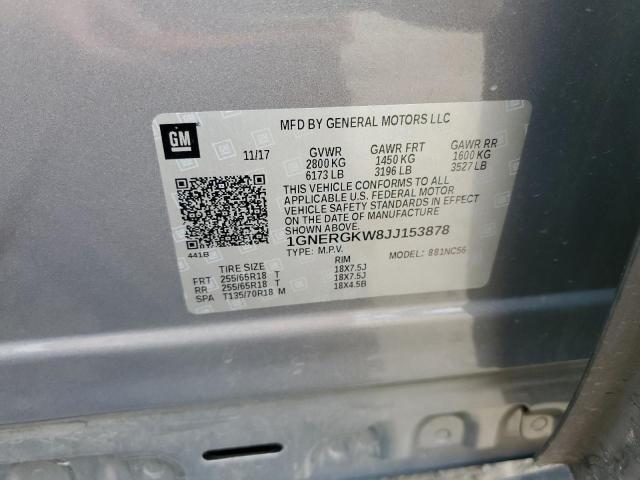 GM
MFD BY GENERAL MOTORS LLC
11/17
GVWR GAWR FRT GAWR RR
2800 KG 1450 KG 1600 KG
6173 LB 3196 LB 3527 LB
THIS VEHICLE CONFORMS TO ALL
APPLICABLE U.S. FEDERAL MOTOR
VEHICLE SAFETY STANDARDS IN EFFECT
ON THE DATE OF MANUFACTURE
SHOWN ABOVE.
1GNERGKW8JJ153878
441B
TYPE: M.P.V. MODEL: 881NC56
TIRE SIZE RIM
FRT 255/65R18 T 18X7.5J
RR 255/65R18 T 18X7.5J
SPA T135/70R18 M 18X4.5B